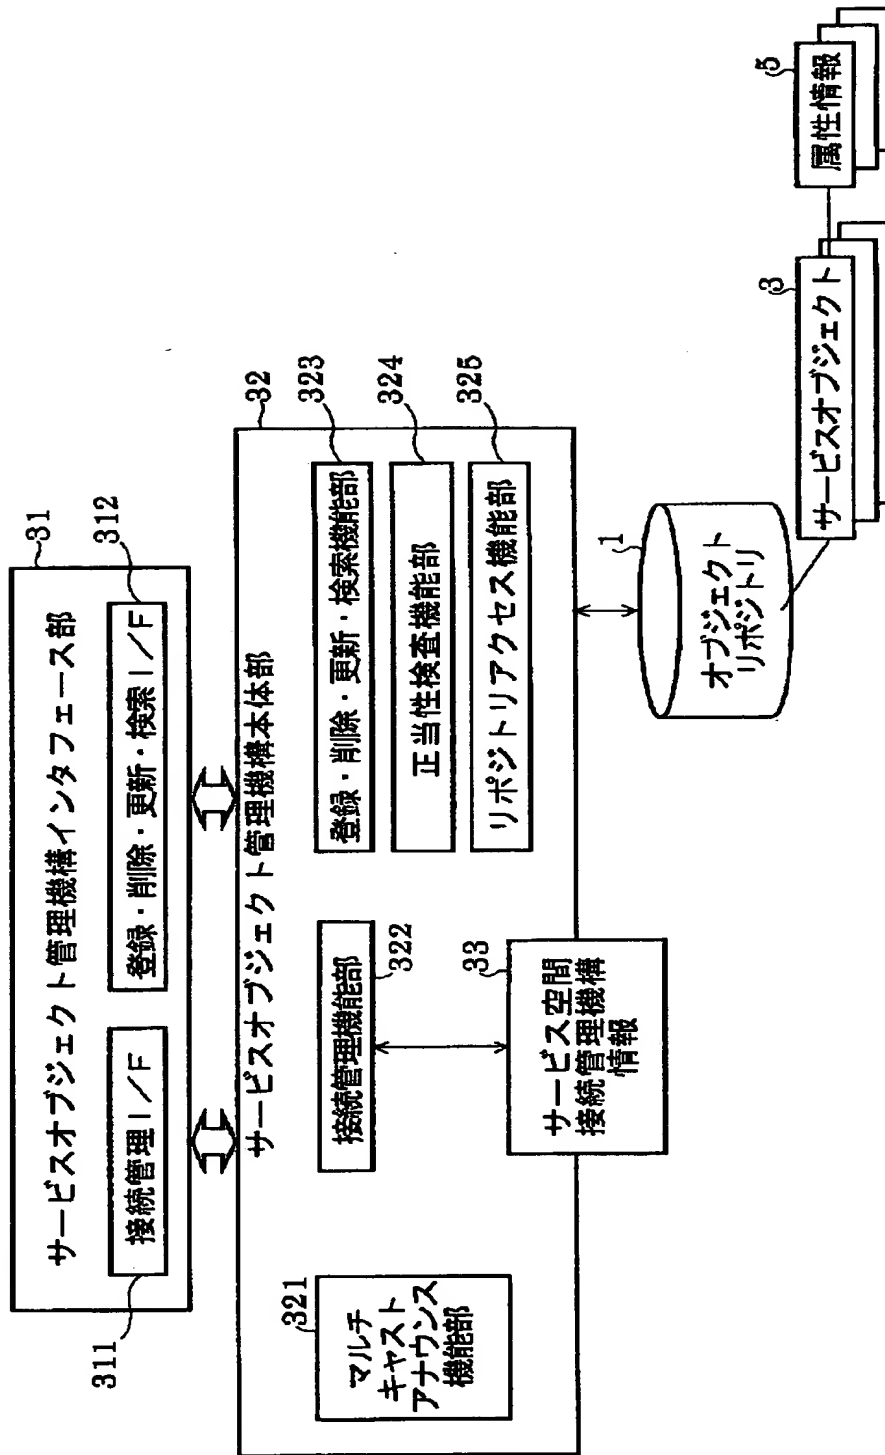 31
サービスオブジェクト管理機構インタフェース部
311
接続管理I/F
312
登録・削除・更新・検索I/F
32
サービスオブジェクト管理機構本体部
321
マルチ
キャスト
アナウンス
機能部
接続管理機能部
322
323
登録・削除・更新・検索機能部
324
正当性検査機能部
325
リポジトリアクセス機能部
33
サービス空間
接続管理機構
情報
1
オブジェクト
リポジトリ
3
サービスオブジェクト
5
属性情報